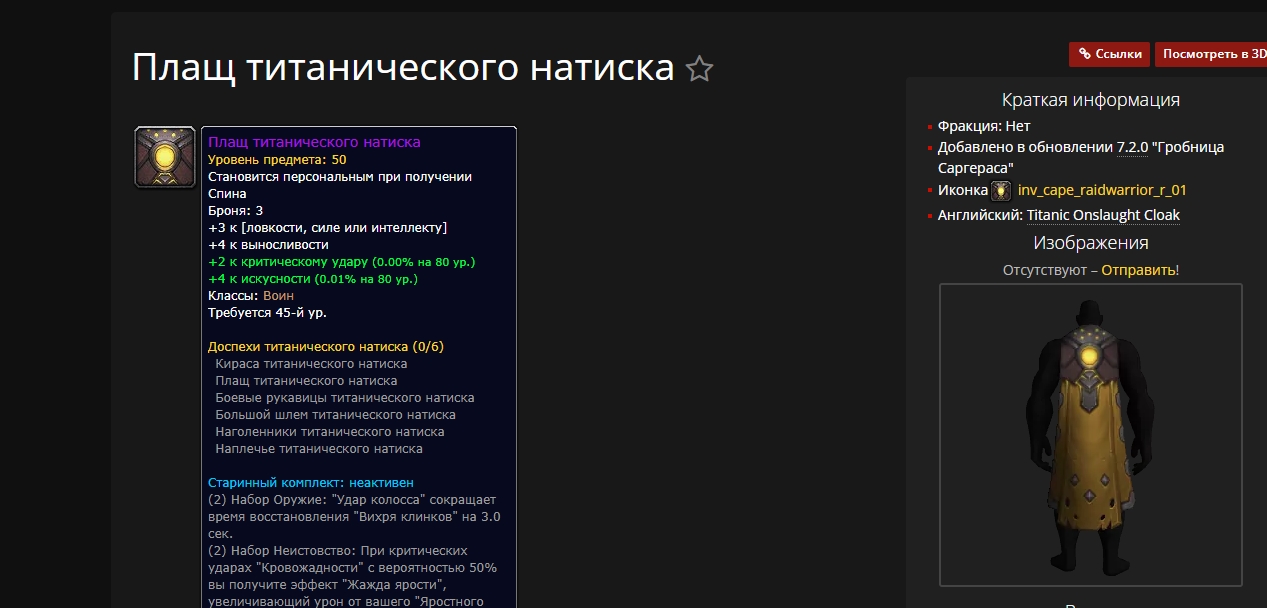 Плащ титанического натиска
Ссылки
Посмотреть в 3D
Плащ титанического натиска
Уровень предмета: 50
Становится персональным при получении
Спина
Броня: 3
+3 к [ловкости, силе или интеллекту]
+4 к выносливости
+2 к критическому удару (0.00% на 80 ур.)
+4 к искусности (0.01% на 80 ур.)
Классы: Воин
Требуется 45-й ур.
Доспехи титанического натиска (0/6)
Кираса титанического натиска
Плащ титанического натиска
Боевые рукавицы титанического натиска
Большой шлем титанического натиска
Наголенники титанического натиска
Наплечье титанического натиска
Старинный комплект: неактивен
(2) Набор Оружие: "Удар колосса" сокращает
время восстановления "Вихря клинков" на 3.0
сек.
(2) Набор Неистовство: При критических
ударах "Кровожадности" с вероятностью 50%
вы получите эффект "Жажда ярости",
увеличивающий урон от вашего "Яростного
Краткая информация
Фракция: Нет
Добавлено в обновлении 7.2.0 "Гробница
Саргераса"
Иконка inv_cape_raidwarrior_r_01
Английский: Titanic Onslaught Cloak
Изображения
Отсутствуют – Отправить!